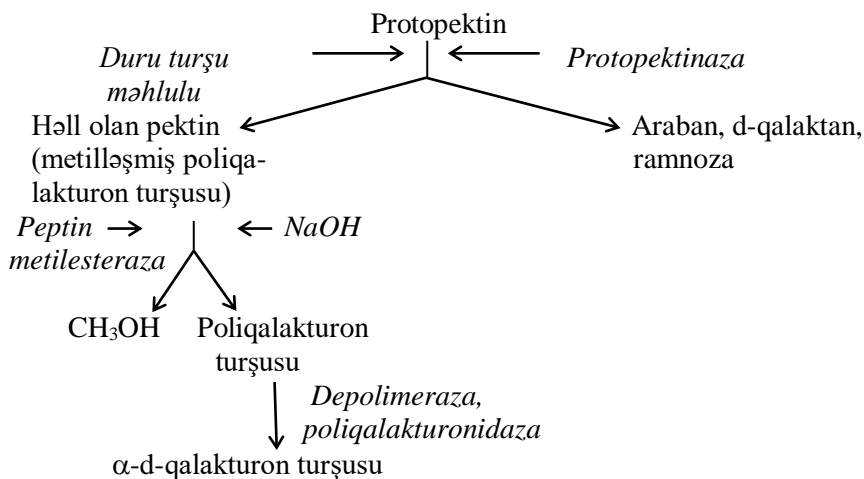 Protopektin
Duru turşu
məhlulu
Protopektinaza
Həll olan pektin
(metilləşmiş poliqa-
lakturon turşusu)
Araban, d-qalaktan,
ramnoza
Peptin
metilesteraza
NaOH
CH₃OH
Poliqalakturon
turşusu
Depolimeraza,
poliqalakturonidaza
α-d-qalakturon turşusu